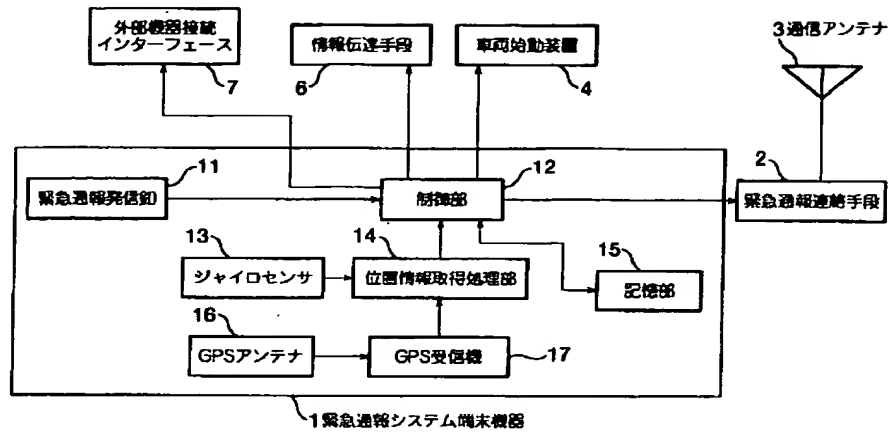 外部機器接続
インターフェース
7
情報伝達手段
6
車両始動装置
4
3通信アンテナ
11
緊急通報発信釦
12
制御部
2
緊急通報連絡手段
13
ジャイロセンサ
14
位置情報取得処理部
15
記憶部
16
GPSアンテナ
GPS受信機
17
1緊急通報システム端末機器